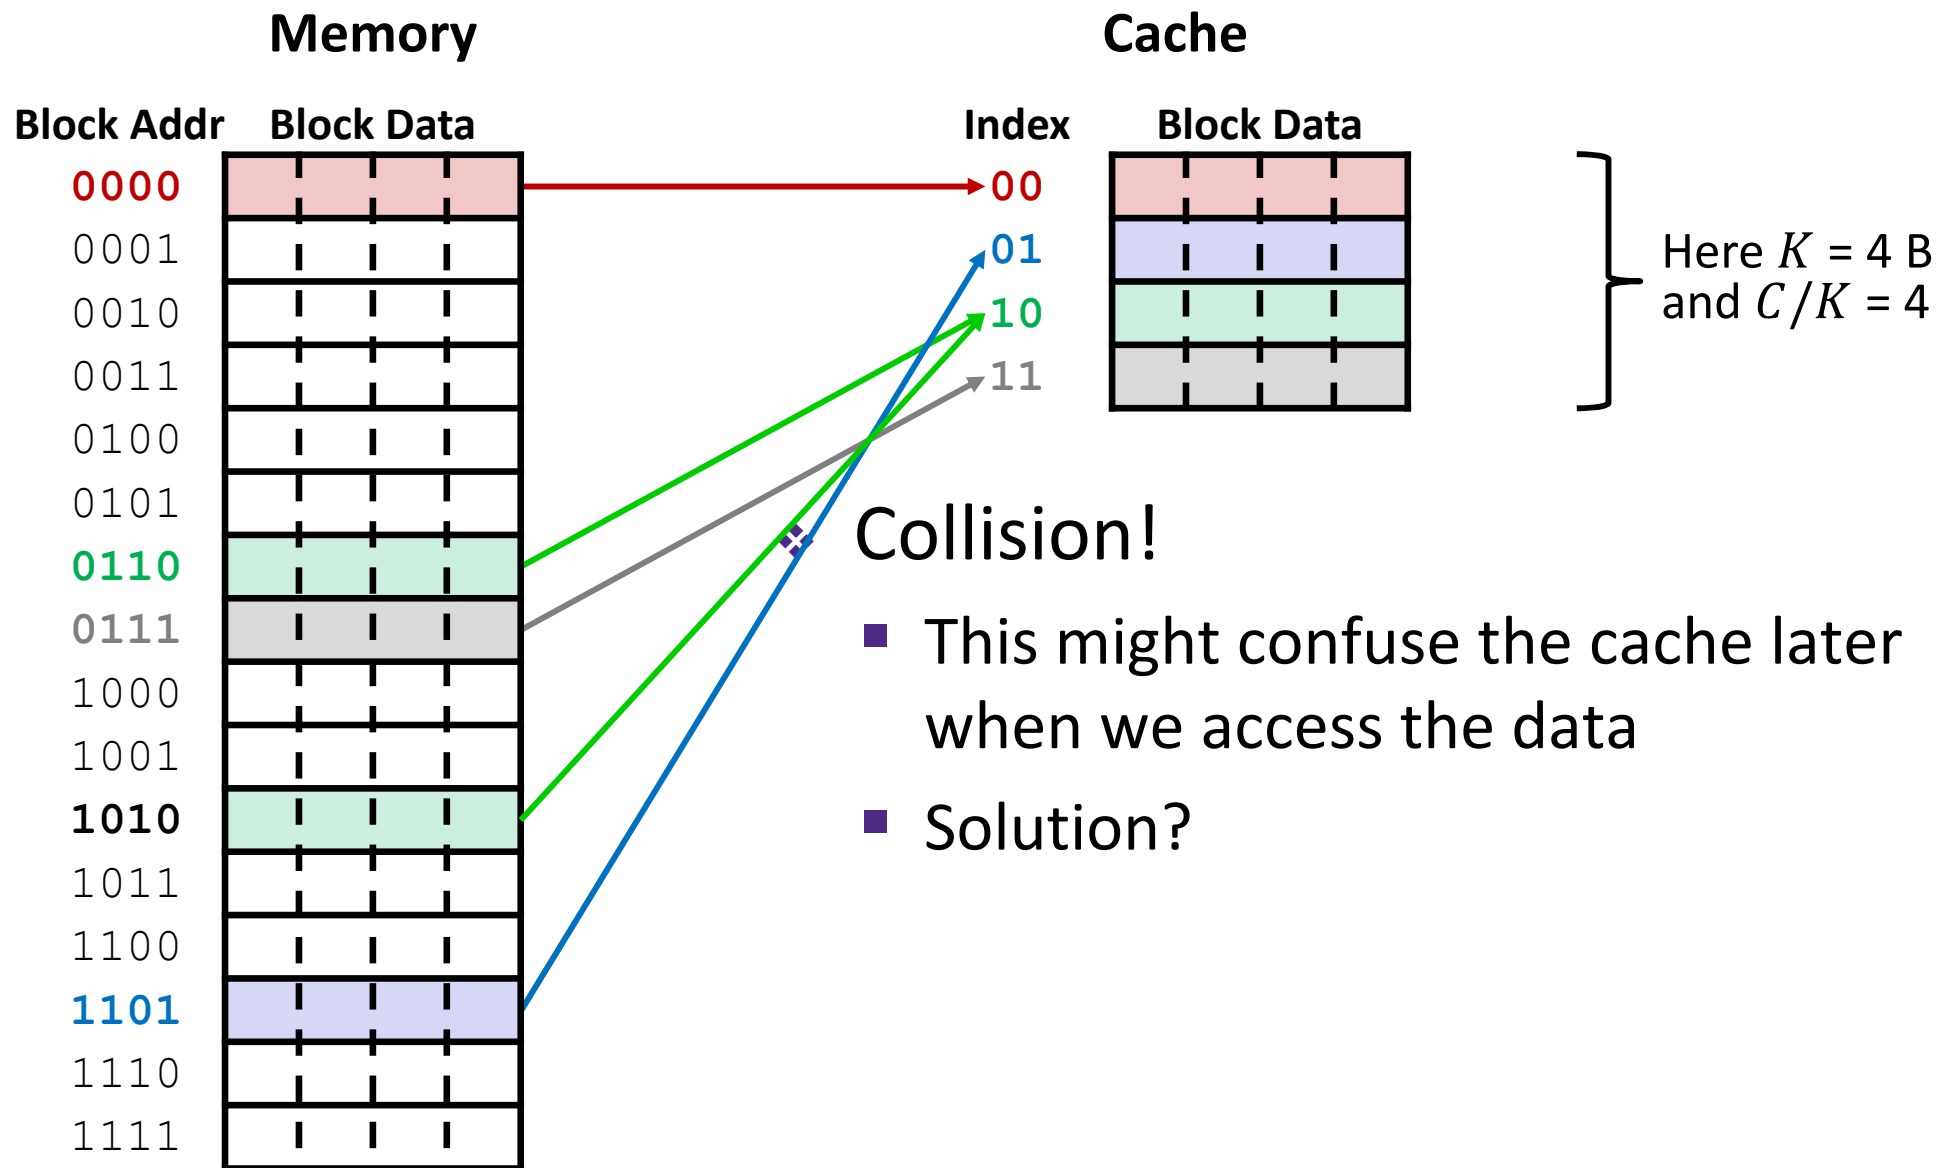 Memory
Cache
Block Addr Block Data
Index Block Data
0000
0001
0010
0011
0100
0101
0110
0111
1000
1001
1010
1011
1100
1101
1110
1111
00
01
10
11
Here K = 4 B
and C/K = 4
Collision!
This might confuse the cache later
when we access the data
Solution?